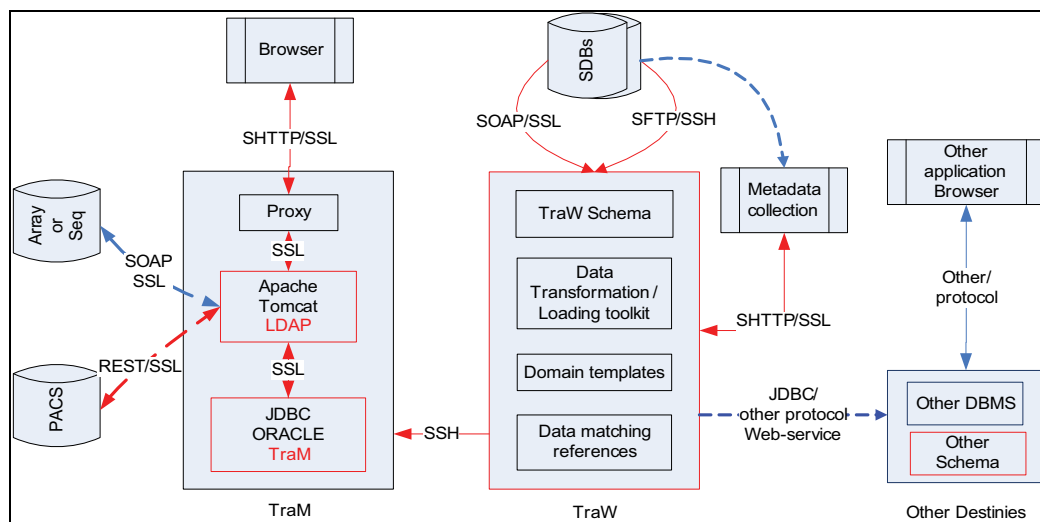 Browser
SDBs
SOAP/SSL
SFTP/SSH
SHTTP/SSL
Other
application
Browser
Metadata
collection
Array
or
Seq
Proxy
SSL
SOAP
SSL
Apache
Tomcat
LDAP
REST/SSL
SSL
PACS
JDBC
ORACLE
TraM
SSH
TraW Schema
Data
Transformation /
Loading toolkit
Domain templates
Data matching
references
SHTTP/SSL
Other/
protocol
JDBC/
other protocol
Web-service
Other DBMS
Other
Schema
TraM
TraW
Other Destinies